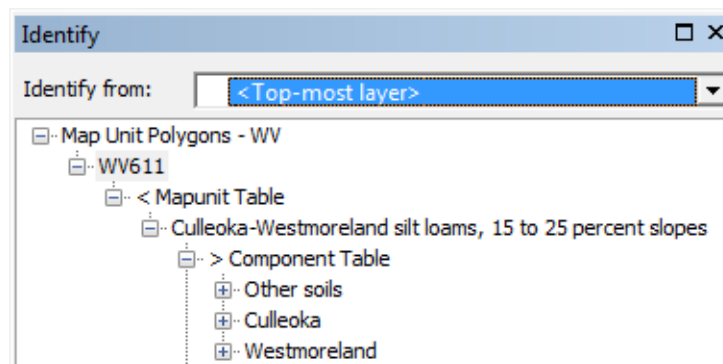 Identify
Identify from: <Top-most layer>
Map Unit Polygons - WV
WV611
< Mapunit Table
Culleoka-Westmoreland silt loams, 15 to 25 percent slopes
> Component Table
Other soils
Culleoka
Westmoreland